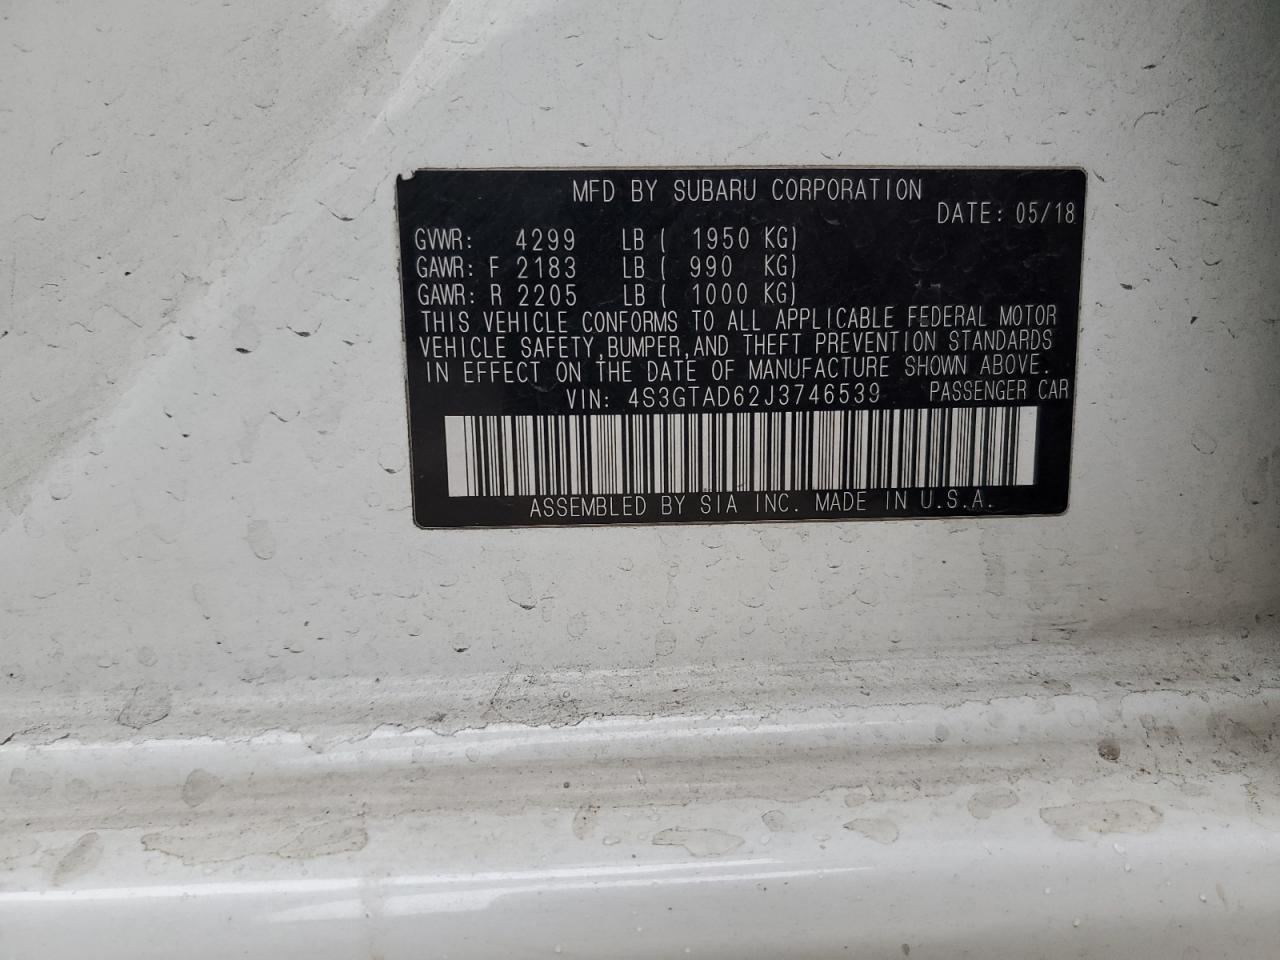 MFD BY SUBARU CORPORATION
DATE: 05/18
GVWR: 4299 LB ( 1950 KG)
GAWR: F 2183 LB ( 990 KG)
GAWR: R 2205 LB ( 1000 KG)
THIS VEHICLE CONFORMS TO ALL APPLICABLE FEDERAL MOTOR
VEHICLE SAFETY,BUMPER,AND THEFT PREVENTION STANDARDS
IN EFFECT ON THE DATE OF MANUFACTURE SHOWN ABOVE.
VIN: 4S3GTAD62J3746539 PASSENGER CAR
ASSEMBLED BY SIA INC. MADE IN U.S.A.